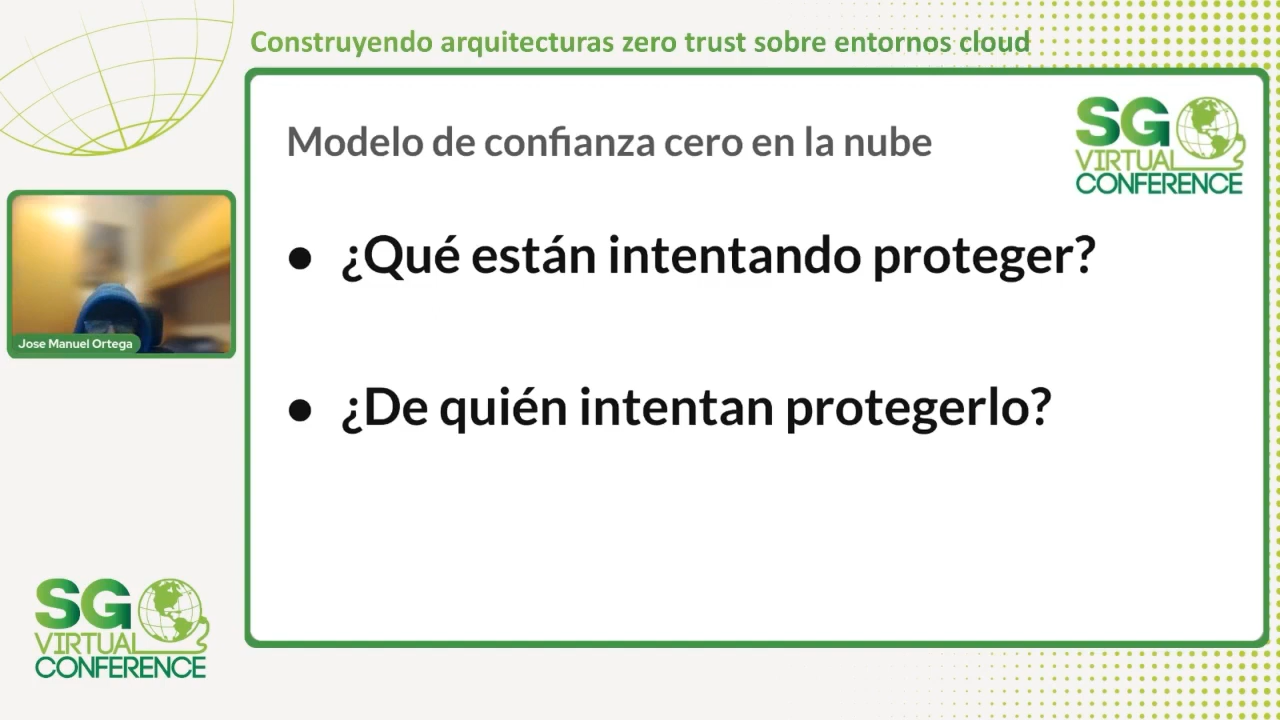 Construyendo arquitecturas zero trust sobre entornos cloud
Modelo de confianza cero en la nube
SG
VIRTUAL
CONFERENCE
● ¿Qué están intentando proteger?
● ¿De quién intentan protegerlo?
Jose Manuel Ortega
SG
VIRTUAL
CONFERENCE